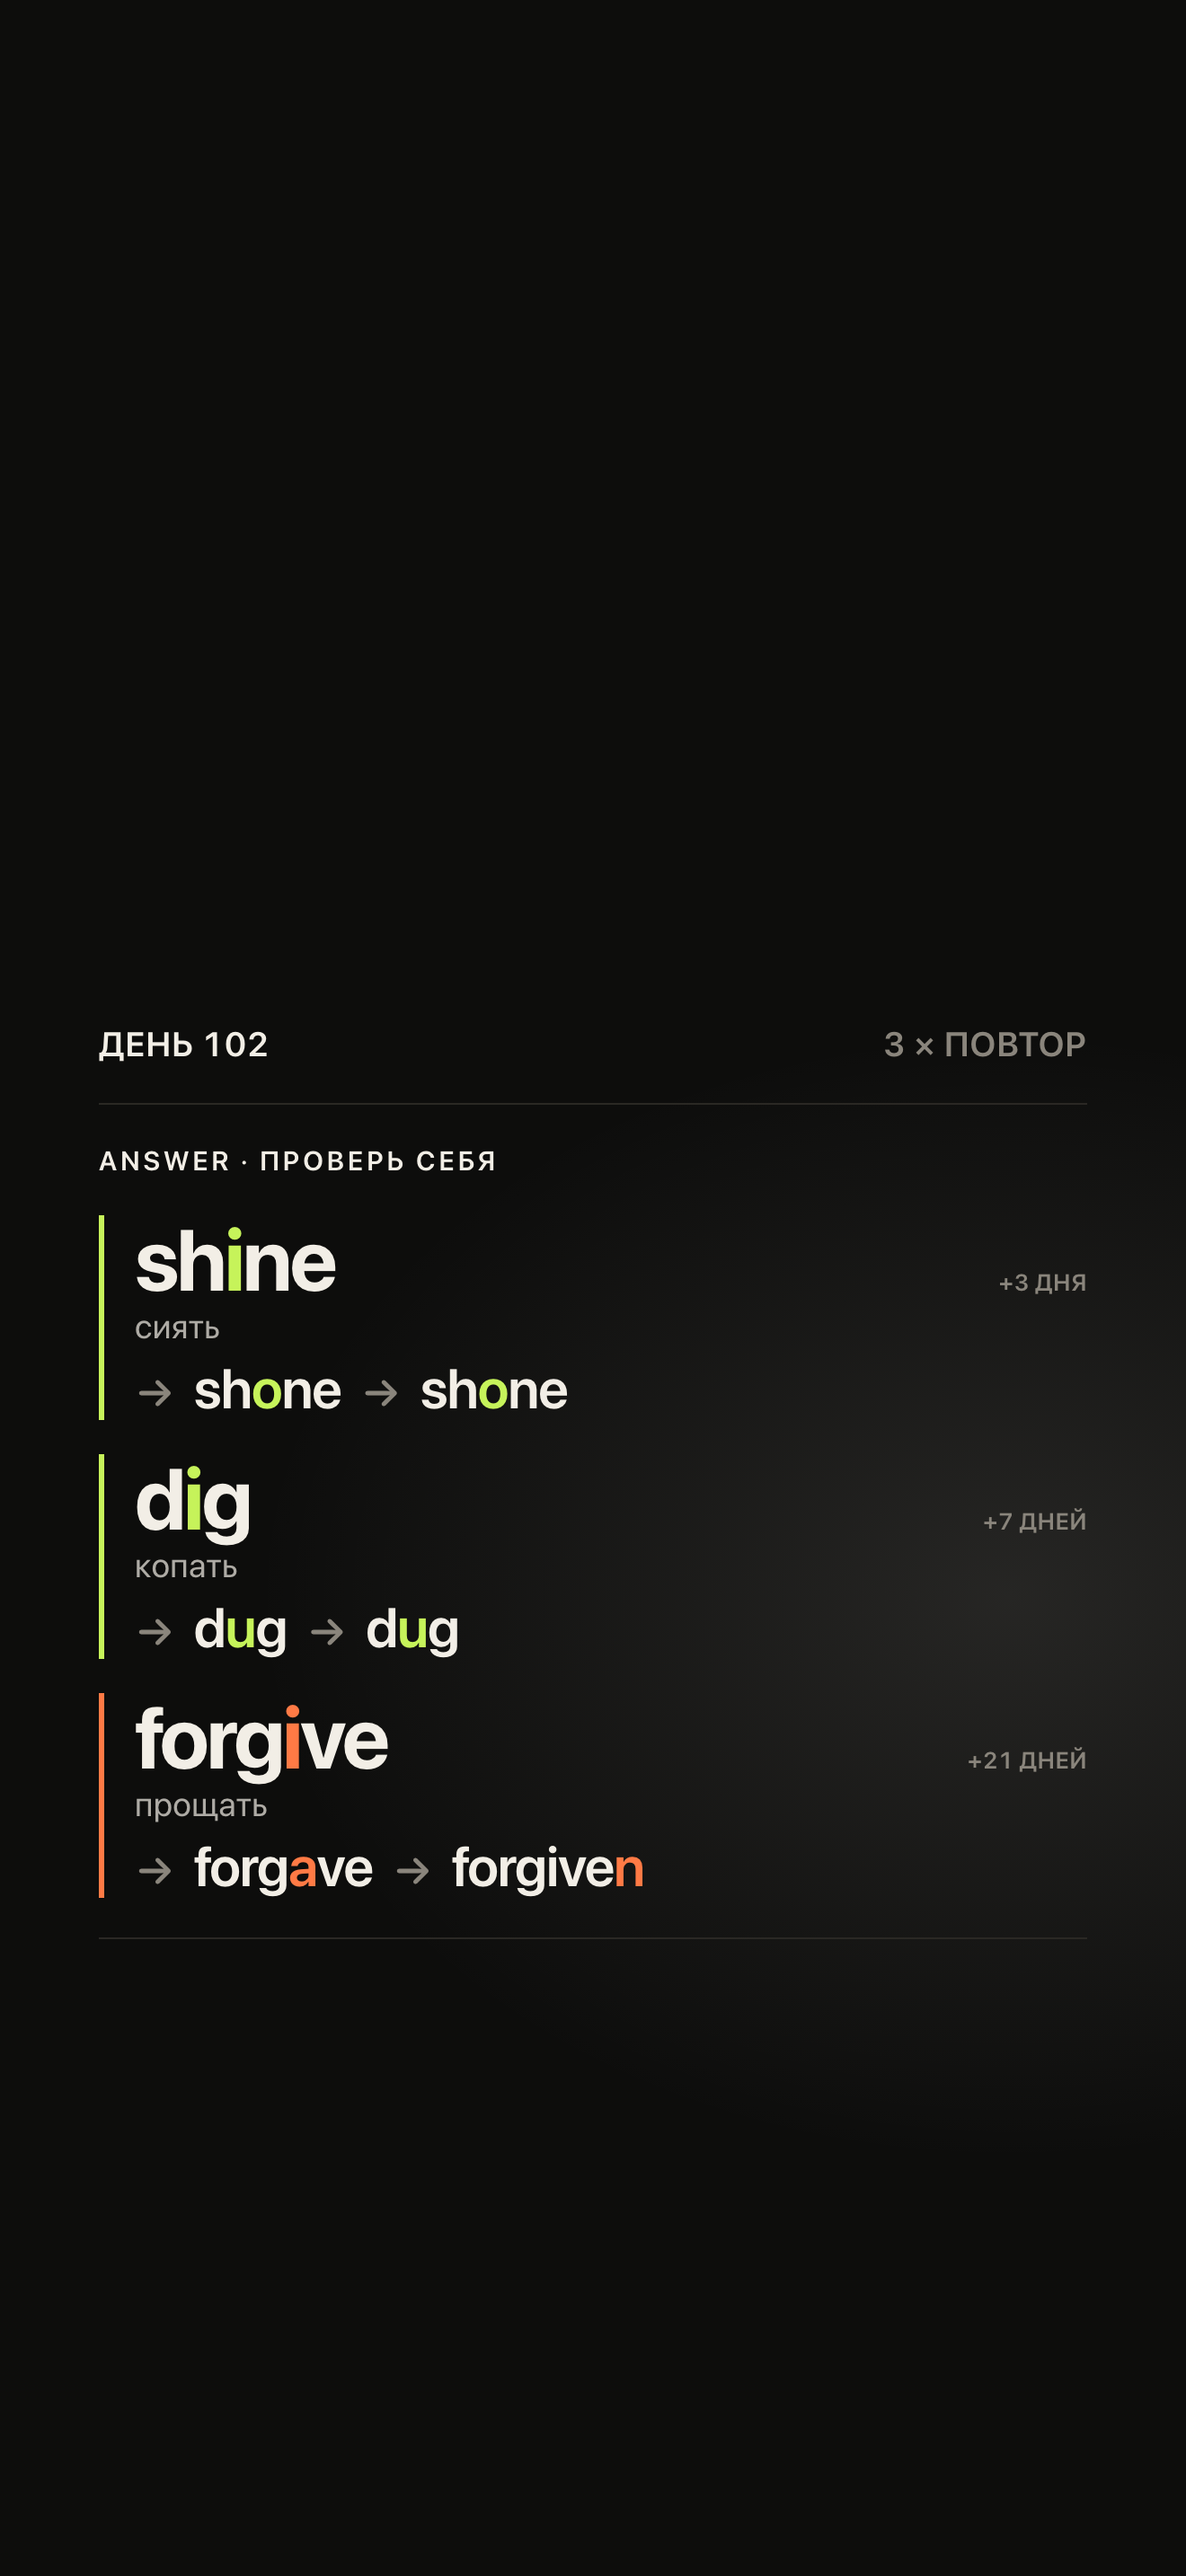 ДЕНЬ 102
3 × ПОВТОР
ANSWER · ПРОВЕРЬ СЕБЯ
shine
+3 ДНЯ
сиять
→ shone → shone
dig
+7 ДНЕЙ
копать
→ dug → dug
forgive
+21 ДНЕЙ
прощать
→ forgave → forgiven